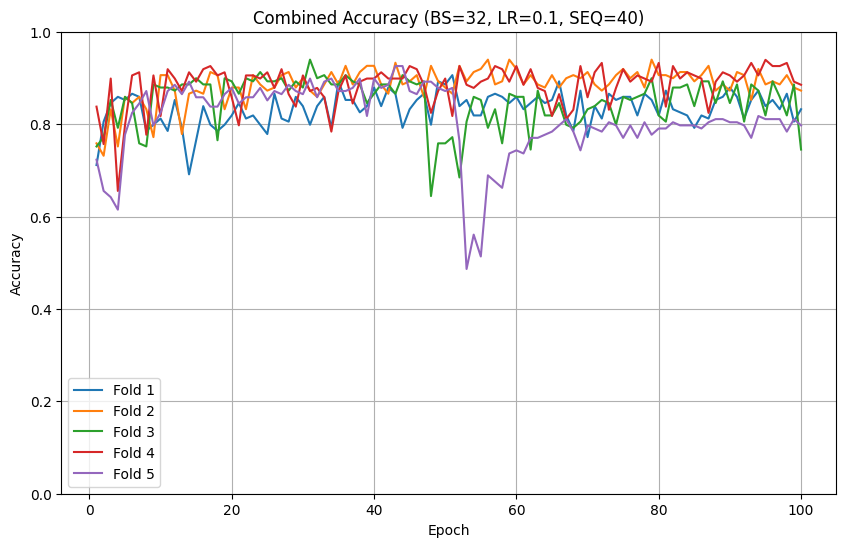 Combined Accuracy (BS=32, LR=0.1, SEQ=40)
1.0
0.8
0.6
0.4
0.2
0.0
Accuracy
Fold 1
Fold 2
Fold 3
Fold 4
Fold 5
0 20 40 60 80 100
Epoch